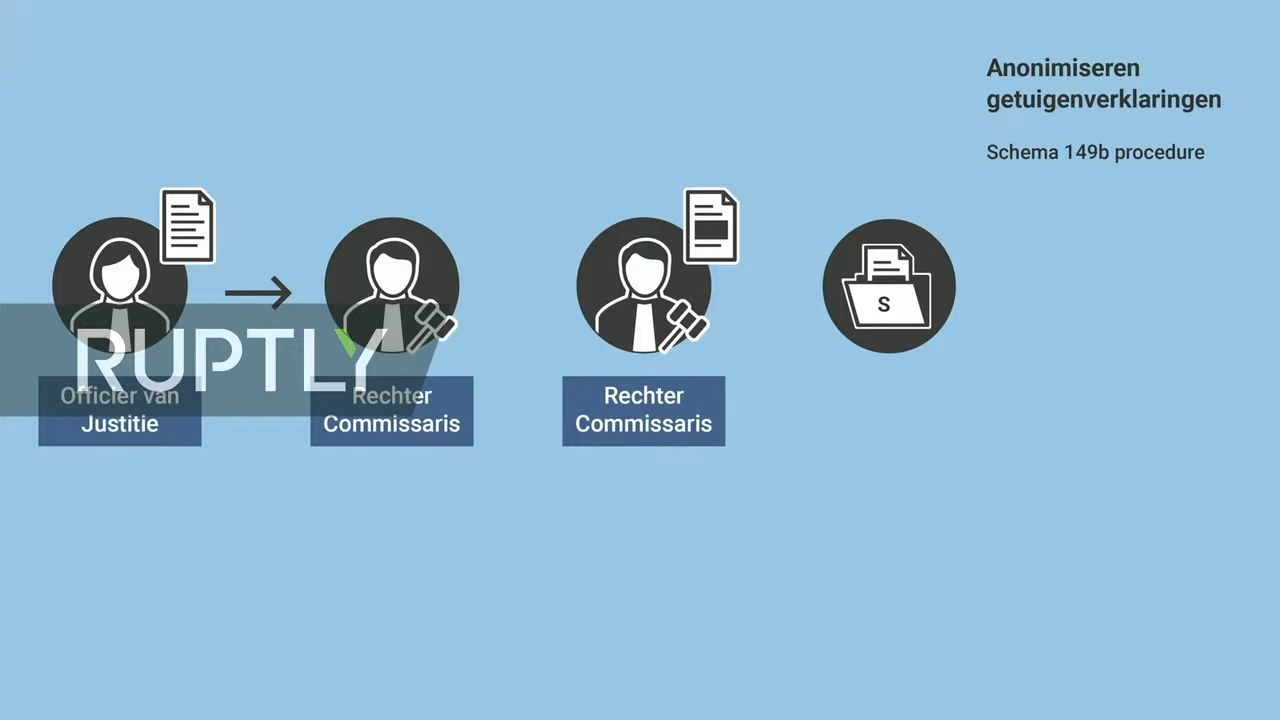 Anonimiseren
getuigenverklaringen
Schema 149b procedure
S
RUPTLY
Officier van
Justitie
Rechter
Commissaris
Rechter
Commissaris